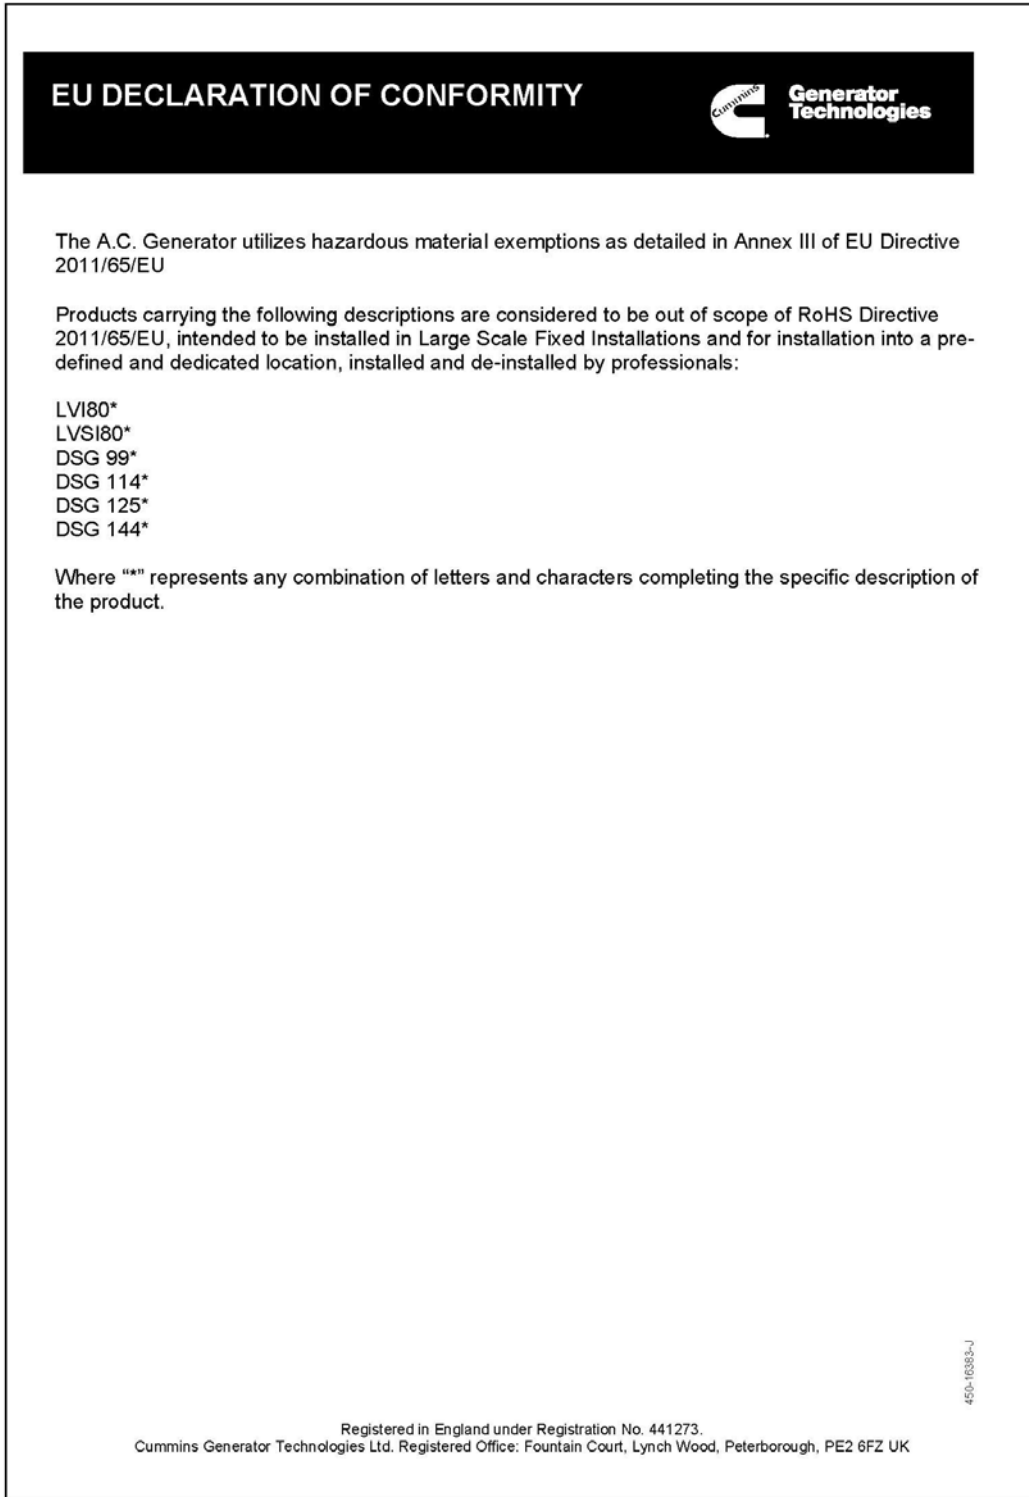 EU DECLARATION OF CONFORMITY
Cummins
Generator
Technologies
The A.C. Generator utilizes hazardous material exemptions as detailed in Annex III of EU Directive
2011/65/EU
Products carrying the following descriptions are considered to be out of scope of RoHS Directive
2011/65/EU, intended to be installed in Large Scale Fixed Installations and for installation into a pre-
defined and dedicated location, installed and de-installed by professionals:
LVI80*
LVSI80*
DSG 99*
DSG 114*
DSG 125*
DSG 144*
Where “*” represents any combination of letters and characters completing the specific description of
the product.
450-16383-J
Registered in England under Registration No. 441273.
Cummins Generator Technologies Ltd. Registered Office: Fountain Court, Lynch Wood, Peterborough, PE2 6FZ UK